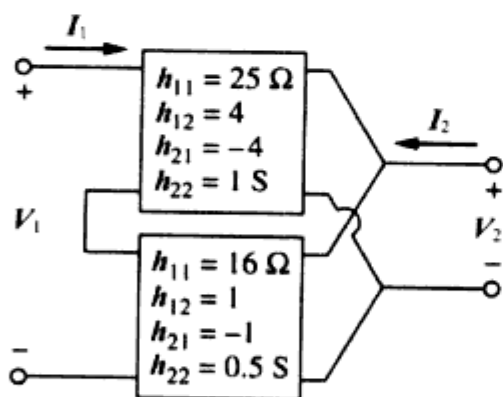 I₁
+
h₁₁ = 25 Ω
h₁₂ = 4
h₂₁ = −4
h₂₂ = 1 S
I₂
+
V₁
V₂
−
h₁₁ = 16 Ω
h₁₂ = 1
h₂₁ = −1
h₂₂ = 0.5 S
−